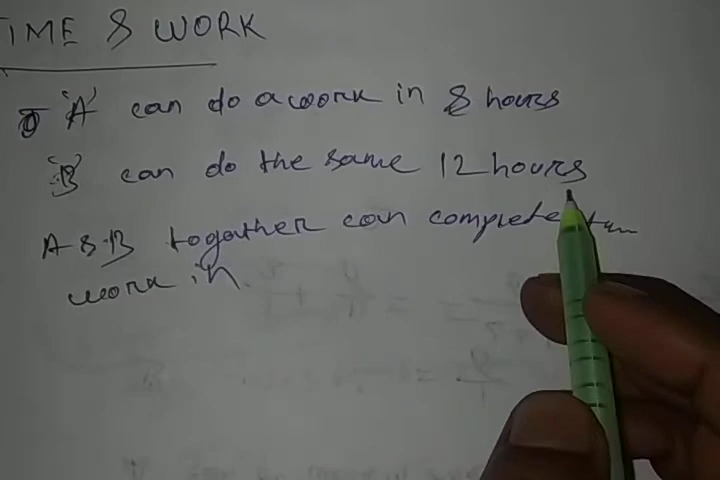 TIME & WORK
'A' can do a work in 8 hours
'B' can do the same 12 hours
A & B together can complete the
work in